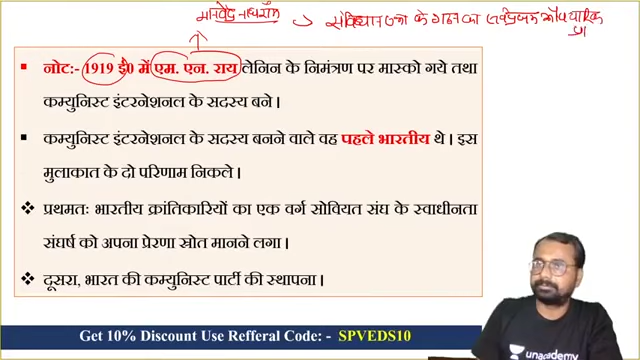 मानवेन्द्र नाथ रॉय → संविधान सभा के गठन का सर्वप्रथम औपचारिक
प्र
▪ नोट:- 1919 ई0 में एम. एन. राय लेनिन के निमंत्रण पर मास्को गये तथा
कम्युनिस्ट इंटरनेशनल के सदस्य बने।
▪ कम्युनिस्ट इंटरनेशनल के सदस्य बनने वाले वह पहले भारतीय थे। इस
मुलाकात के दो परिणाम निकले।
❖ प्रथमतः भारतीय क्रांतिकारियों का एक वर्ग सोवियत संघ के स्वाधीनता
संघर्ष को अपना प्रेरणा स्रोत मानने लगा।
❖ दूसरा, भारत की कम्युनिस्ट पार्टी की स्थापना।
Get 10% Discount Use Refferal Code: - SPVEDS10
unacademy